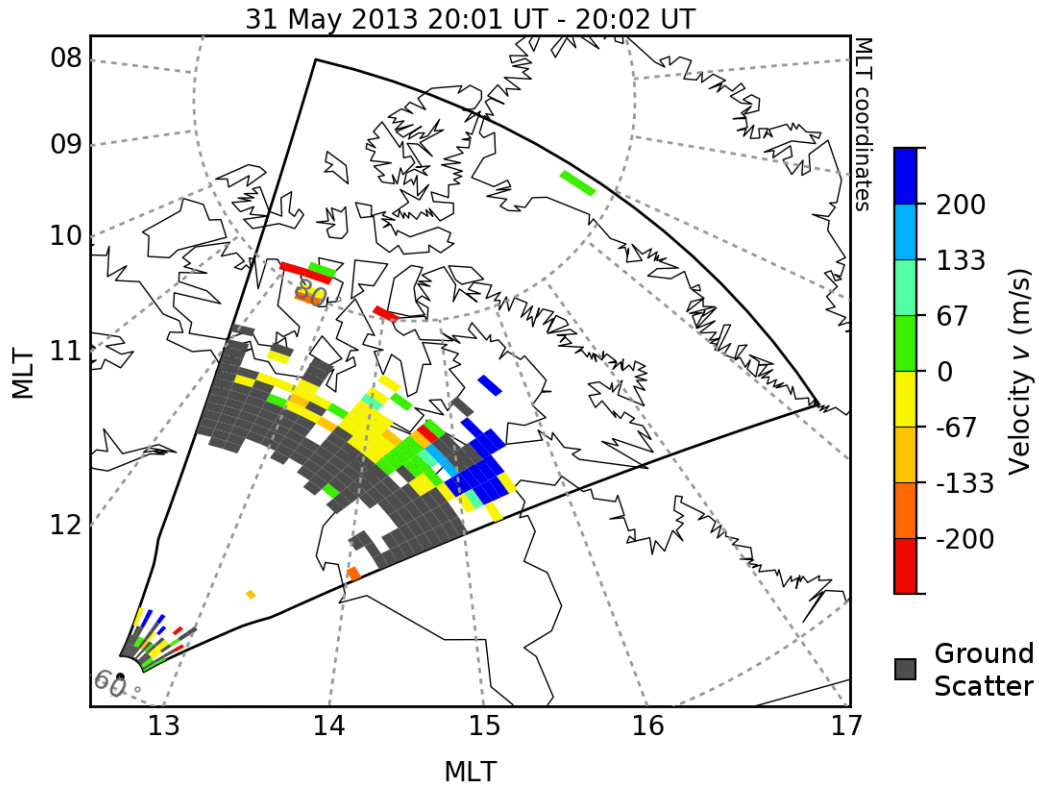 31 May 2013 20:01 UT - 20:02 UT
MLT coordinates
08
09
10
11
12
MLT
80°
60°
13
14
15
16
17
MLT
200
133
67
0
-67
-133
-200
Velocity v (m/s)
Ground
Scatter